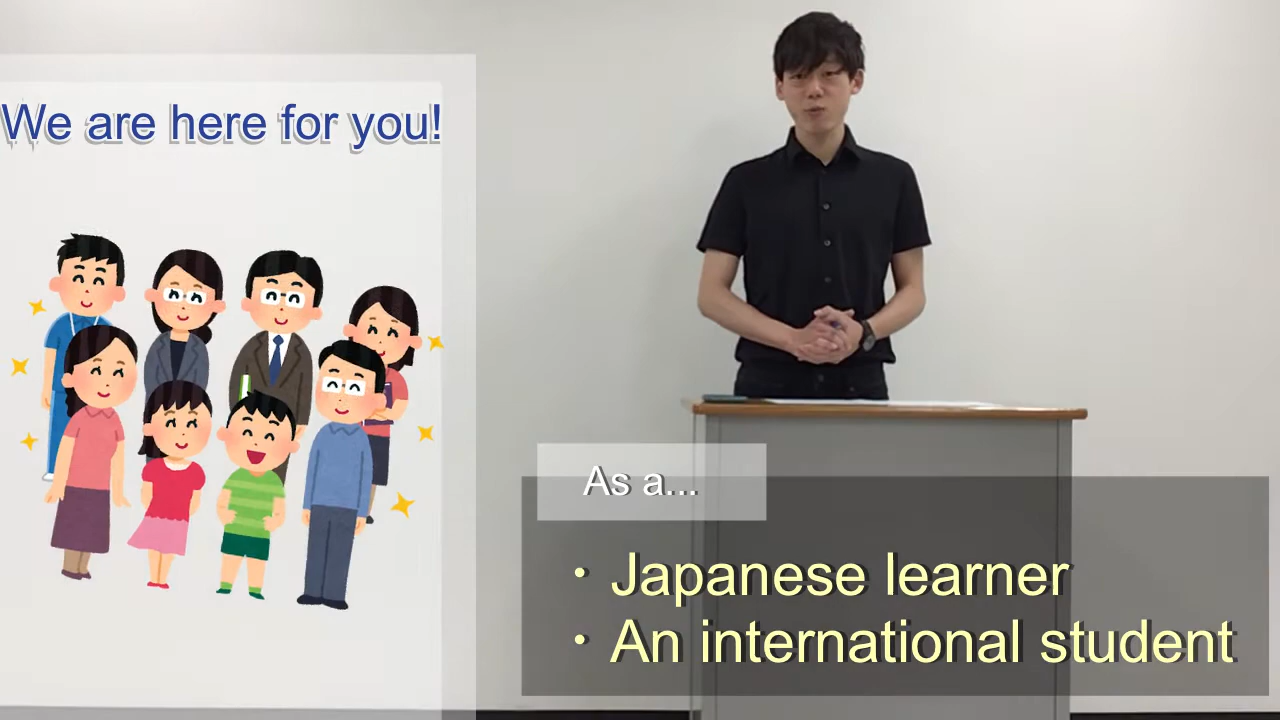 We are here for you!
As a...
・Japanese learner
・An international student